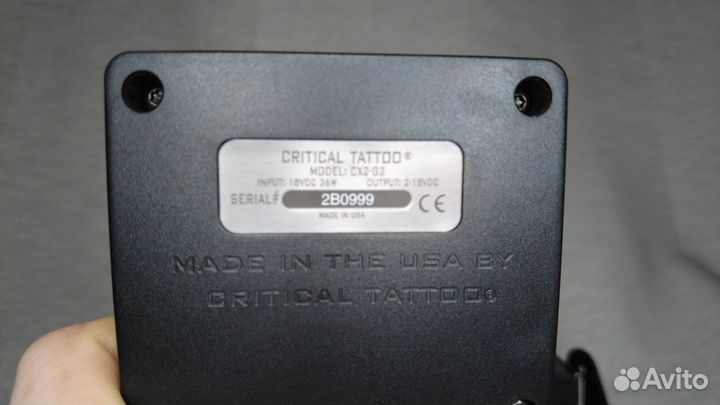 CRITICAL TATTOO®
MODEL: CX2-G2
INPUT: 18VDC 36W OUTPUT: 2-18VDC
SERIAL# 2B0999 CE
MADE IN USA
MADE IN THE USA BY
CRITICAL TATTOO®
Avito